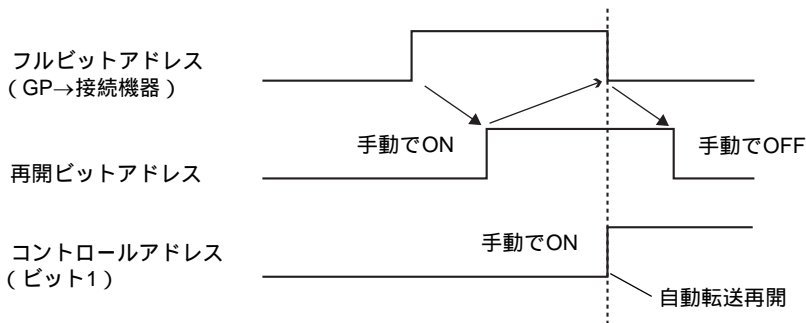 フルビットアドレス
（GP→接続機器）
手動でON
手動でOFF
再開ビットアドレス
手動でON
コントロールアドレス
（ビット1）
自動転送再開